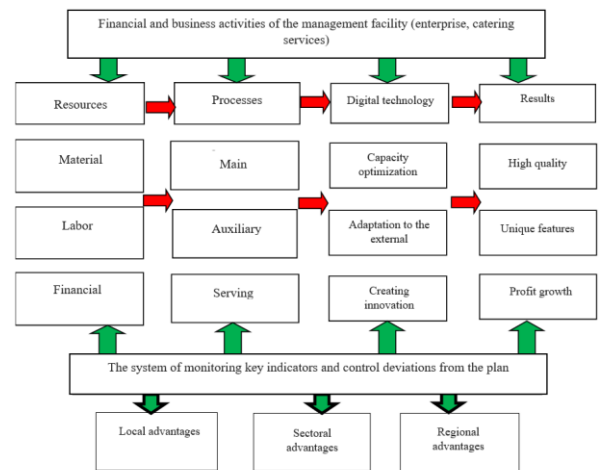 Financial and business activities of the management facility (enterprise, catering
services)
Resources
Processes
Digital technology
Results
Material
Main
Capacity
optimization
High quality
Labor
Auxiliary
Adaptation to the
external
Unique features
Financial
Serving
Creating
innovation
Profit growth
The system of monitoring key indicators and control deviations from the plan
Local advantages
Sectoral
advantages
Regional
advantages